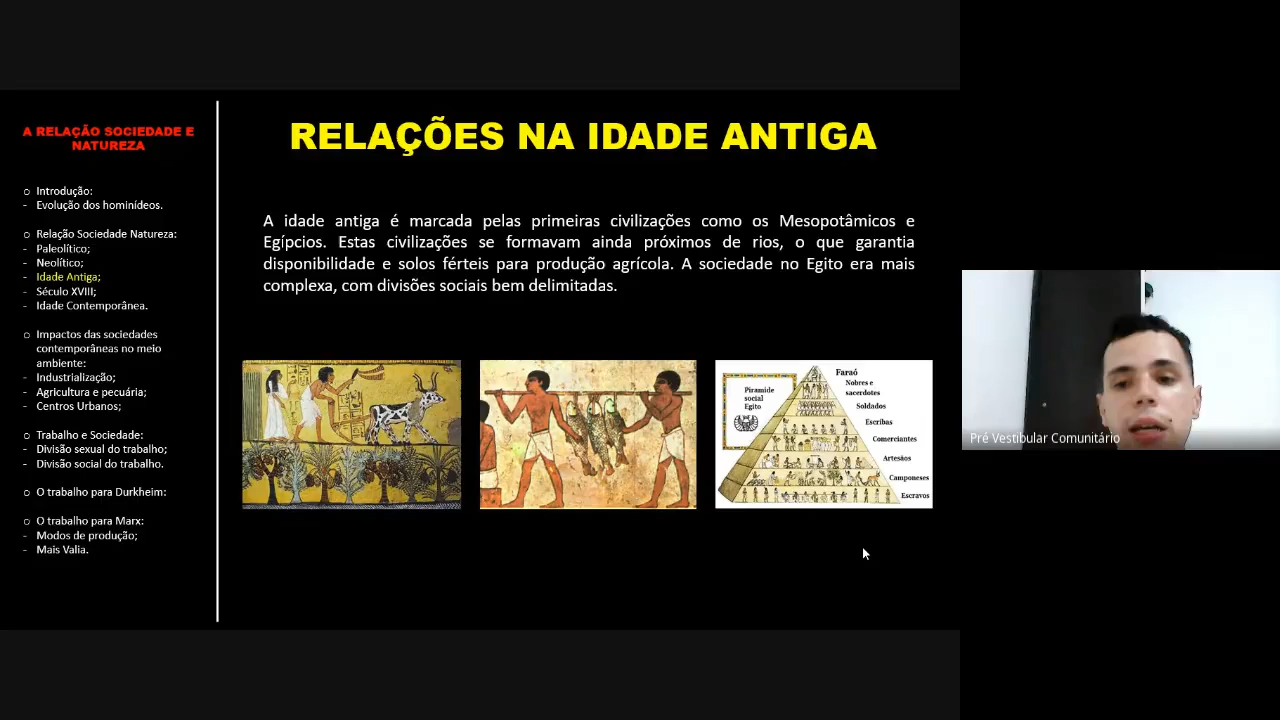 A RELAÇÃO SOCIEDADE E
NATUREZA
o Introdução:
- Evolução dos hominídeos.
o Relação Sociedade Natureza:
- Paleolítico;
- Neolítico;
- Idade Antiga;
- Século XVIII;
- Idade Contemporânea.
o Impactos das sociedades
contemporâneas no meio
ambiente:
- Industrialização;
- Agricultura e pecuária;
- Centros Urbanos;
o Trabalho e Sociedade:
- Divisão sexual do trabalho;
- Divisão social do trabalho.
o O trabalho para Durkheim:
o O trabalho para Marx:
- Modos de produção;
- Mais Valia.
RELAÇÕES NA IDADE ANTIGA
A idade antiga é marcada pelas primeiras civilizações como os Mesopotâmicos e
Egípcios. Estas civilizações se formavam ainda próximos de rios, o que garantia
disponibilidade e solos férteis para produção agrícola. A sociedade no Egito era mais
complexa, com divisões sociais bem delimitadas.
Piramide
social
Egito
Faraó
Nobres e
sacerdotes
Soldados
Escribas
Comerciantes
Artesãos
Camponeses
Escravos
Pré Vestibular Comunitário